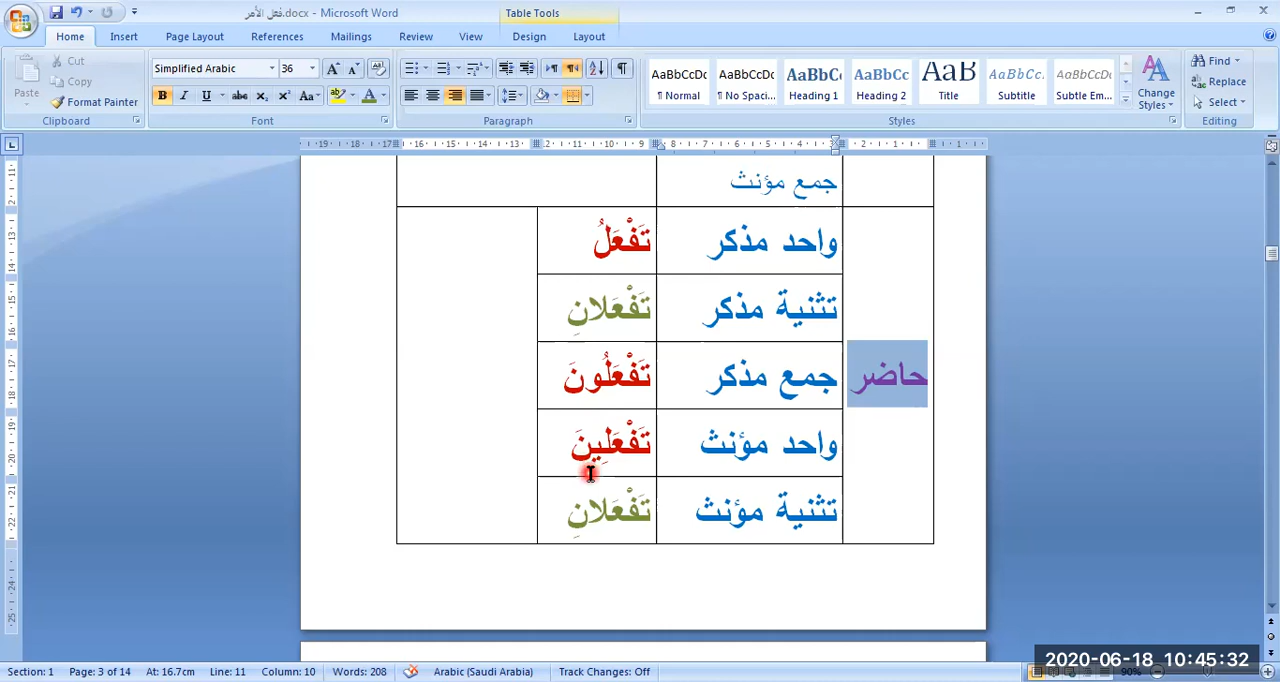 فعل الأمر.docx - Microsoft Word
Table Tools
Home Insert Page Layout References Mailings Review View Design Layout
Cut
Copy
Paste
Format Painter
Simplified Arabic 36
AaBbCcDc AaBbCcDc AaBbCc AaBbCc AaB AaBbCc. AaBbCcDc
¶ Normal ¶ No Spaci... Heading 1 Heading 2 Title Subtitle Subtle Em...
Change Styles
Find
Replace
Select
Clipboard Font Paragraph Styles Editing
جمع مؤنث
واحد مذكر تَفْعَلُ
تثنية مذكر تَفْعَلانِ
حاضر جمع مذكر تَفْعَلُونَ
واحد مؤنث تَفْعَلِينَ
تثنية مؤنث تَفْعَلانِ
2020-06-18 10:45:32
Section: 1 Page: 3 of 14 At: 16.7cm Line: 11 Column: 10 Words: 208 Arabic (Saudi Arabia) Track Changes: Off 90%